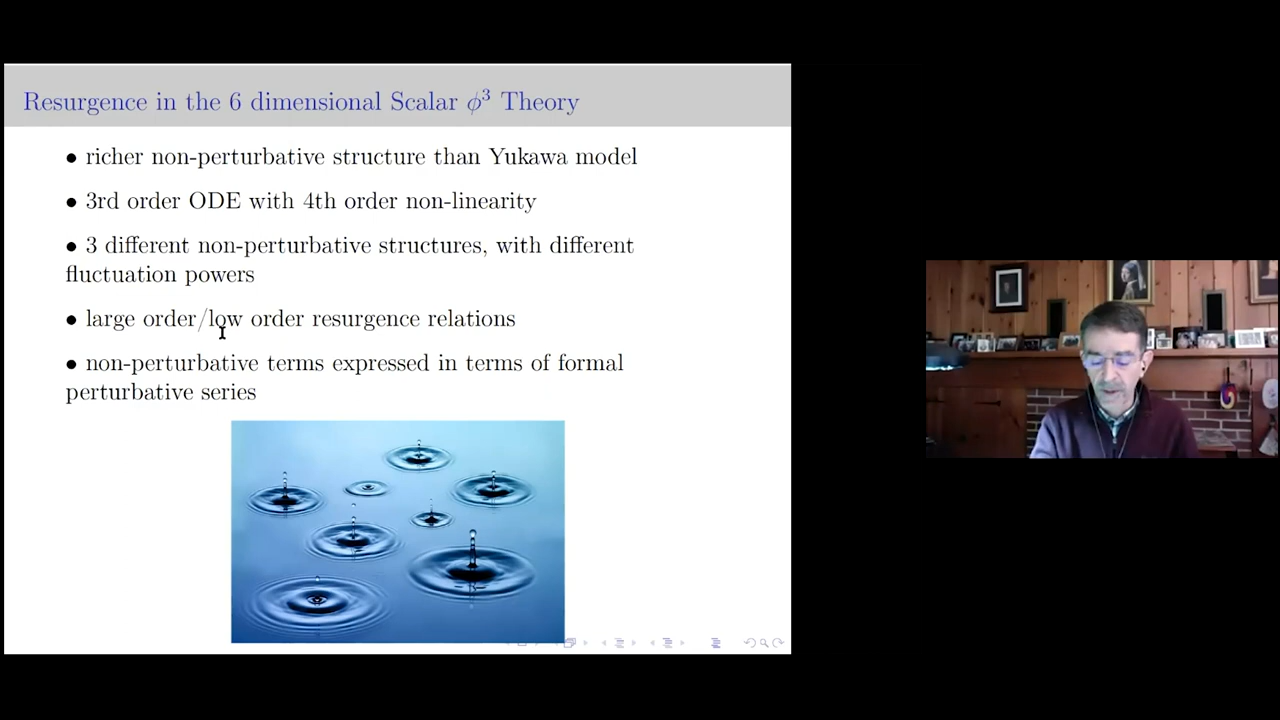 Resurgence in the 6 dimensional Scalar ϕ³ Theory
• richer non-perturbative structure than Yukawa model
• 3rd order ODE with 4th order non-linearity
• 3 different non-perturbative structures, with different
fluctuation powers
• large order/low order resurgence relations
• non-perturbative terms expressed in terms of formal
perturbative series